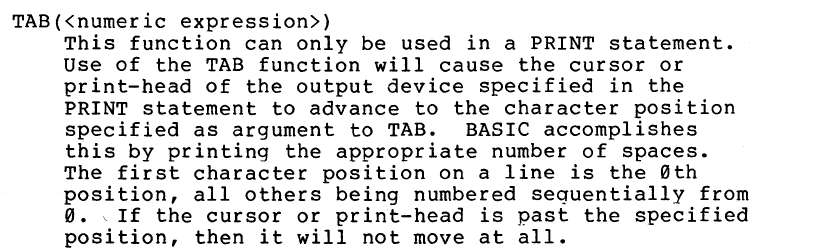 TAB(<numeric expression>)
This function can only be used in a PRINT statement.
Use of the TAB function will cause the cursor or
print-head of the output device specified in the
PRINT statement to advance to the character position
specified as argument to TAB.  BASIC accomplishes
this by printing the appropriate number of spaces.
The first character position on a line is the 0th
position, all others being numbered sequentially from
0.  If the cursor or print-head is past the specified
position, then it will not move at all.